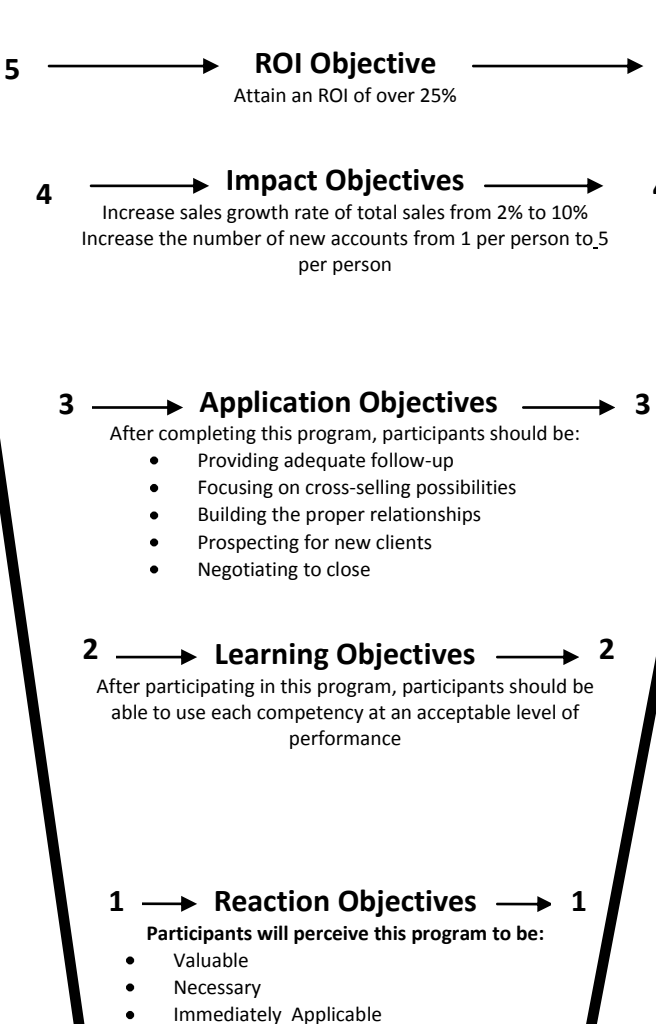 5 ROI Objective
Attain an ROI of over 25%
4 Impact Objectives
Increase sales growth rate of total sales from 2% to 10%
Increase the number of new accounts from 1 per person to 5
per person
3 Application Objectives 3
After completing this program, participants should be:
• Providing adequate follow-up
• Focusing on cross-selling possibilities
• Building the proper relationships
• Prospecting for new clients
• Negotiating to close
2 Learning Objectives 2
After participating in this program, participants should be
able to use each competency at an acceptable level of
performance
1 Reaction Objectives 1
Participants will perceive this program to be:
• Valuable
• Necessary
• Immediately Applicable